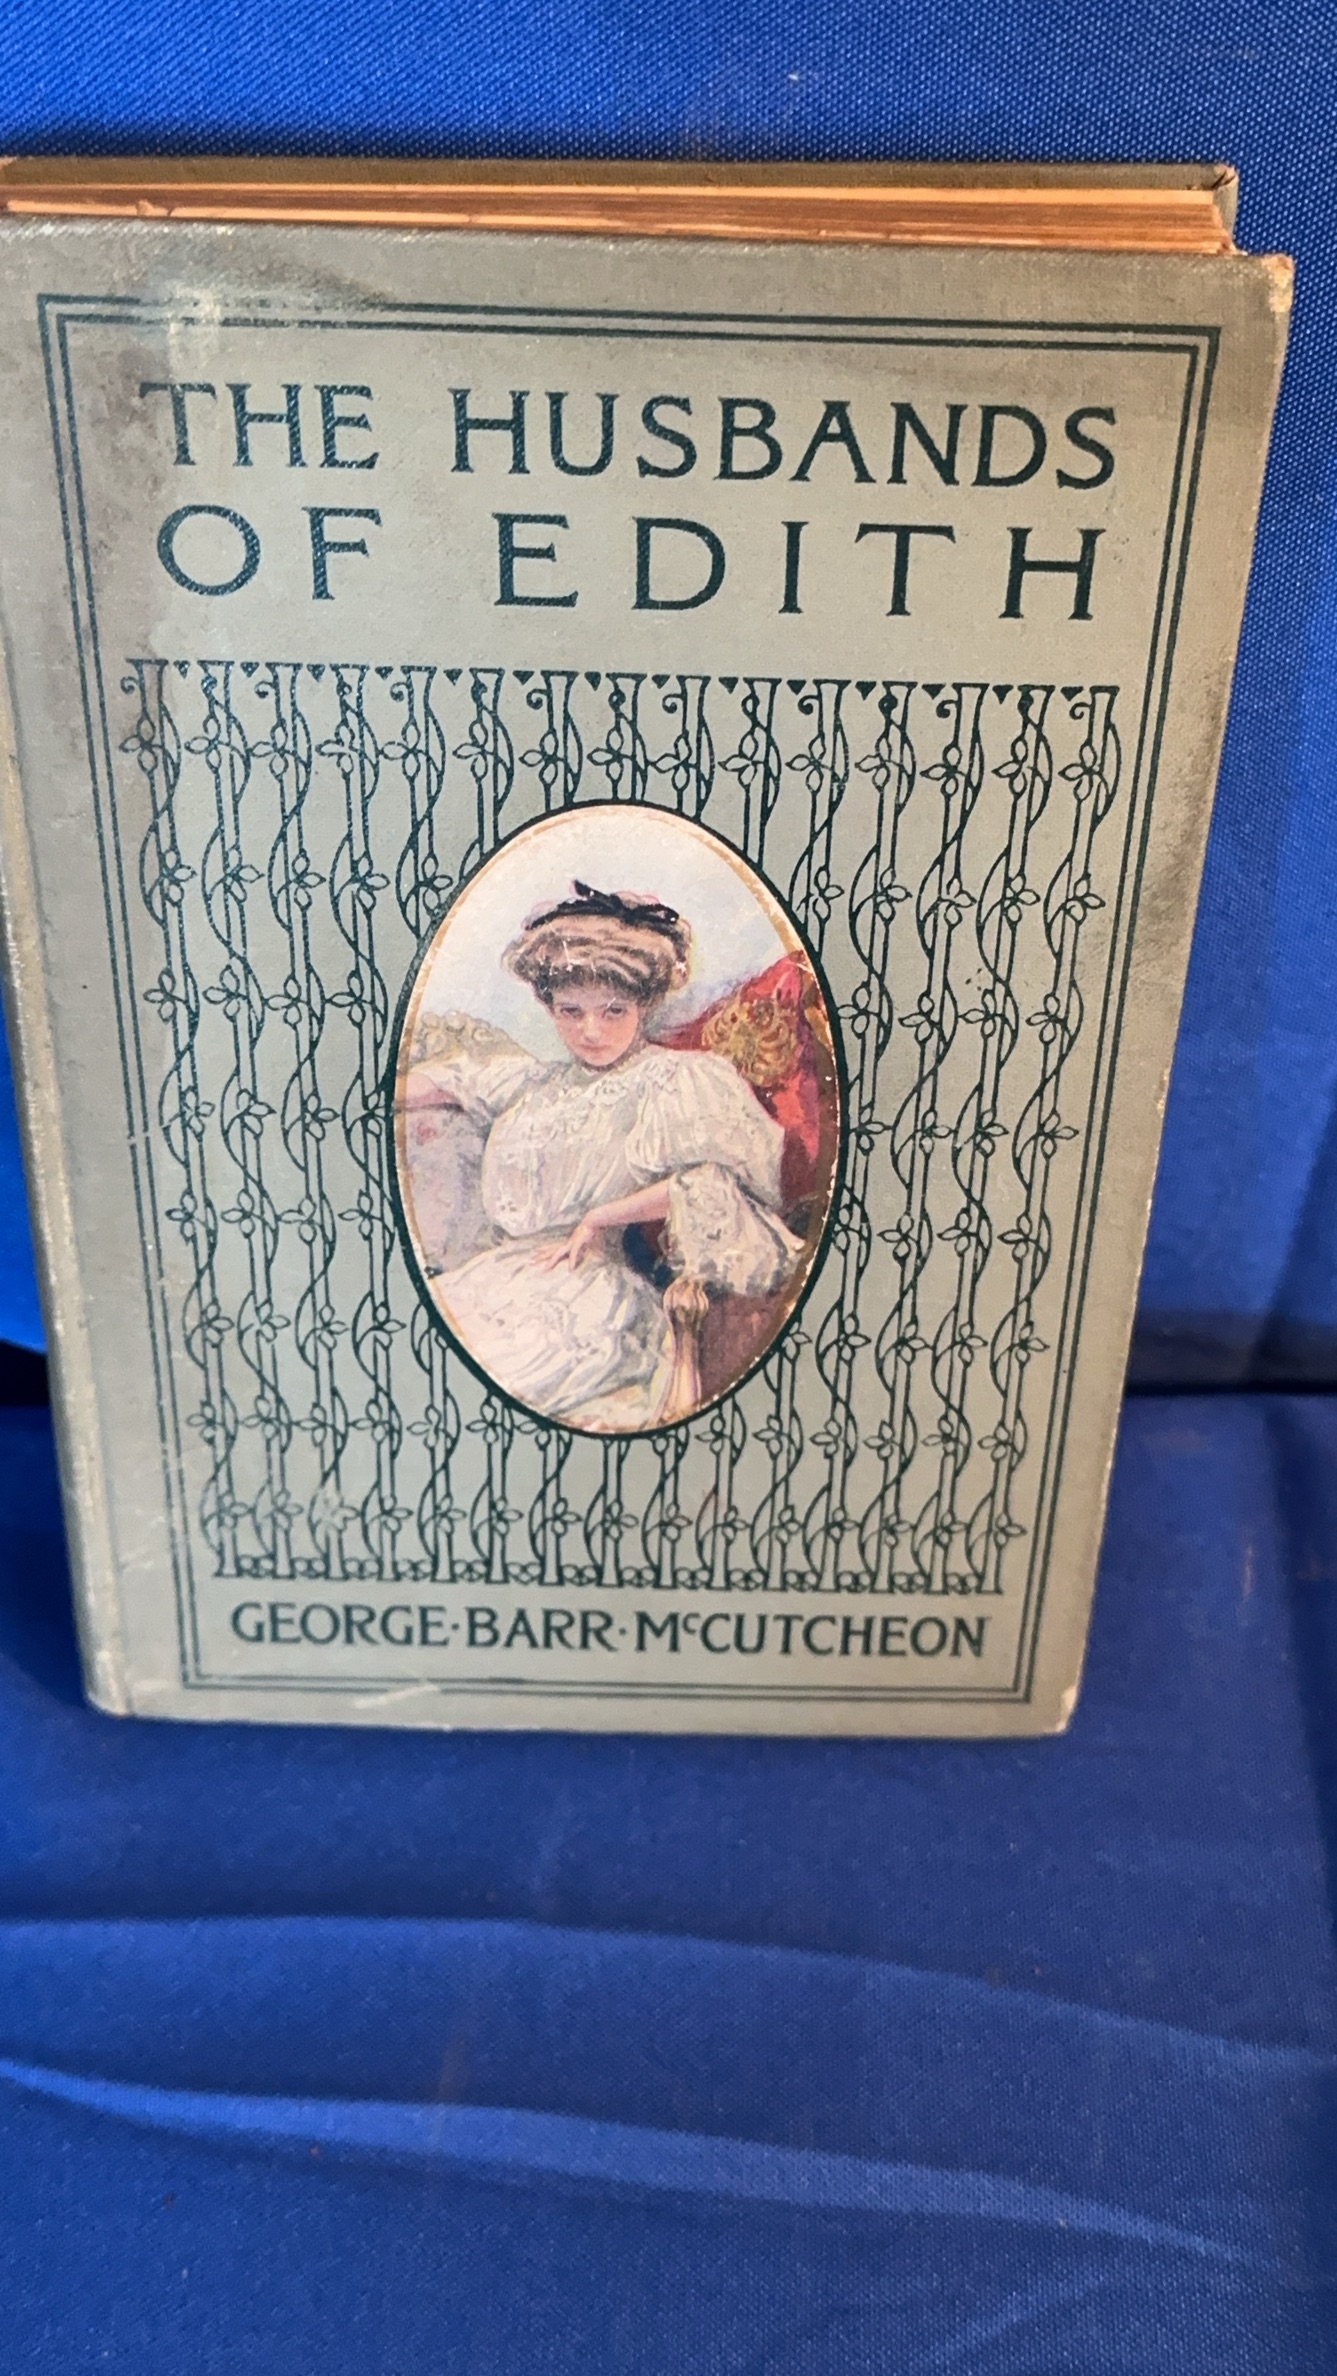 THE HUSBANDS
OF EDITH
GEORGE·BARR·McCUTCHEON